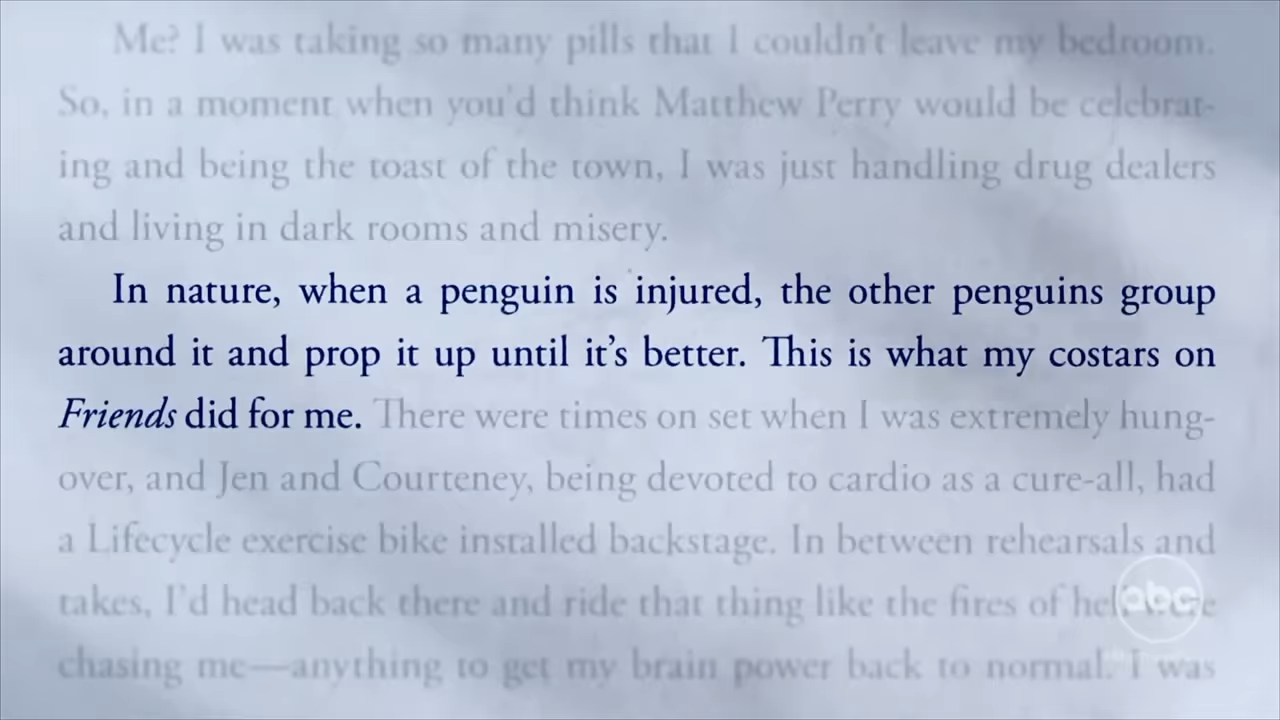 Me? I was taking so many pills that I couldn't leave my bedroom.
So, in a moment when you'd think Matthew Perry would be celebrat-
ing and being the toast of the town, I was just handling drug dealers
and living in dark rooms and misery.
In nature, when a penguin is injured, the other penguins group
around it and prop it up until it's better. This is what my costars on
Friends did for me. There were times on set when I was extremely hung-
over, and Jen and Courteney, being devoted to cardio as a cure-all, had
a Lifecycle exercise bike installed backstage. In between rehearsals and
takes, I'd head back there and ride that thing like the fires of hell were
chasing me—anything to get my brain power back to normal. I was
abc